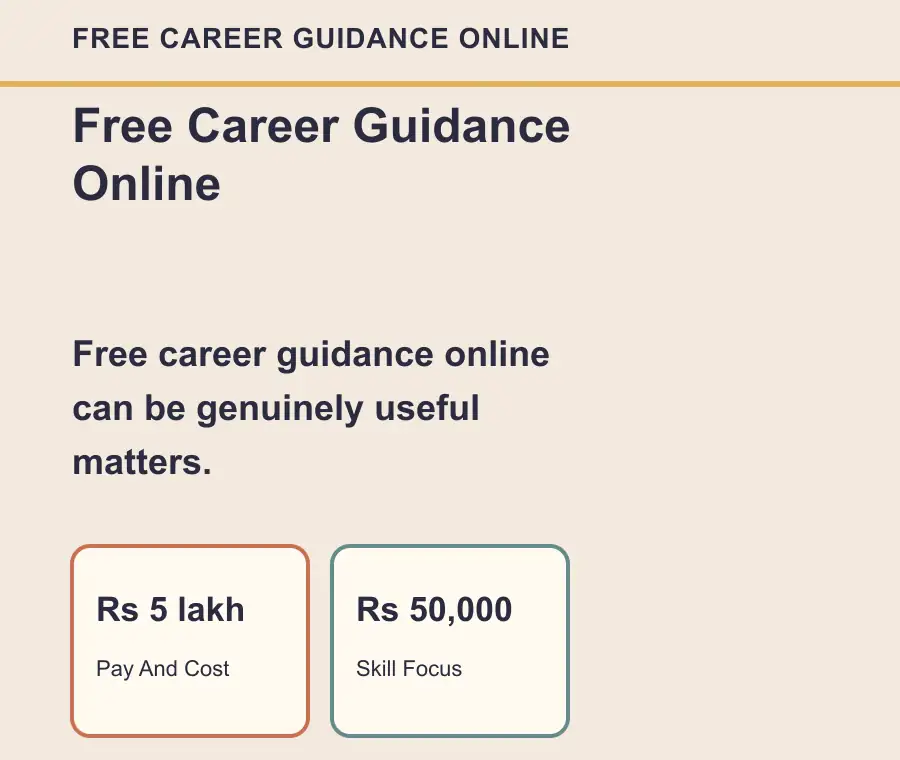 FREE CAREER GUIDANCE ONLINE
Free Career Guidance
Online
Free career guidance online
can be genuinely useful
matters.
Rs 5 lakh
Pay And Cost
Rs 50,000
Skill Focus